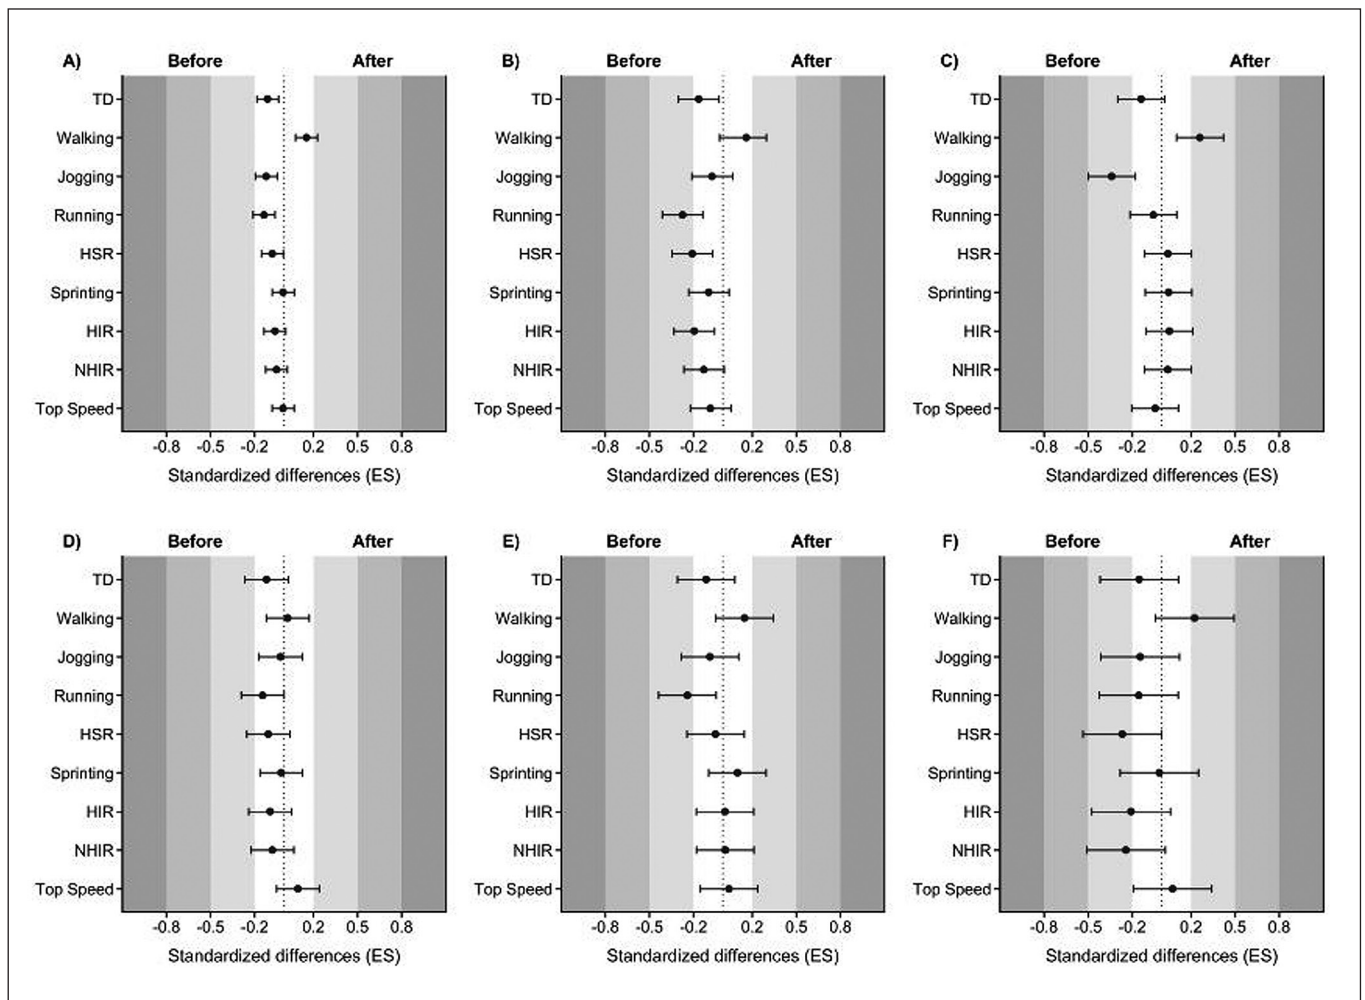 A) Before After
TD
Walking
Jogging
Running
HSR
Sprinting
HIR
NHIR
Top Speed
-0.8 -0.5 -0.2 0.2 0.5 0.8
Standardized differences (ES)
B) Before After
TD
Walking
Jogging
Running
HSR
Sprinting
HIR
NHIR
Top Speed
-0.8 -0.5 -0.2 0.2 0.5 0.8
Standardized differences (ES)
C) Before After
TD
Walking
Jogging
Running
HSR
Sprinting
HIR
NHIR
Top Speed
-0.8 -0.5 -0.2 0.2 0.5 0.8
Standardized differences (ES)
D) Before After
TD
Walking
Jogging
Running
HSR
Sprinting
HIR
NHIR
Top Speed
-0.8 -0.5 -0.2 0.2 0.5 0.8
Standardized differences (ES)
E) Before After
TD
Walking
Jogging
Running
HSR
Sprinting
HIR
NHIR
Top Speed
-0.8 -0.5 -0.2 0.2 0.5 0.8
Standardized differences (ES)
F) Before After
TD
Walking
Jogging
Running
HSR
Sprinting
HIR
NHIR
Top Speed
-0.8 -0.5 -0.2 0.2 0.5 0.8
Standardized differences (ES)